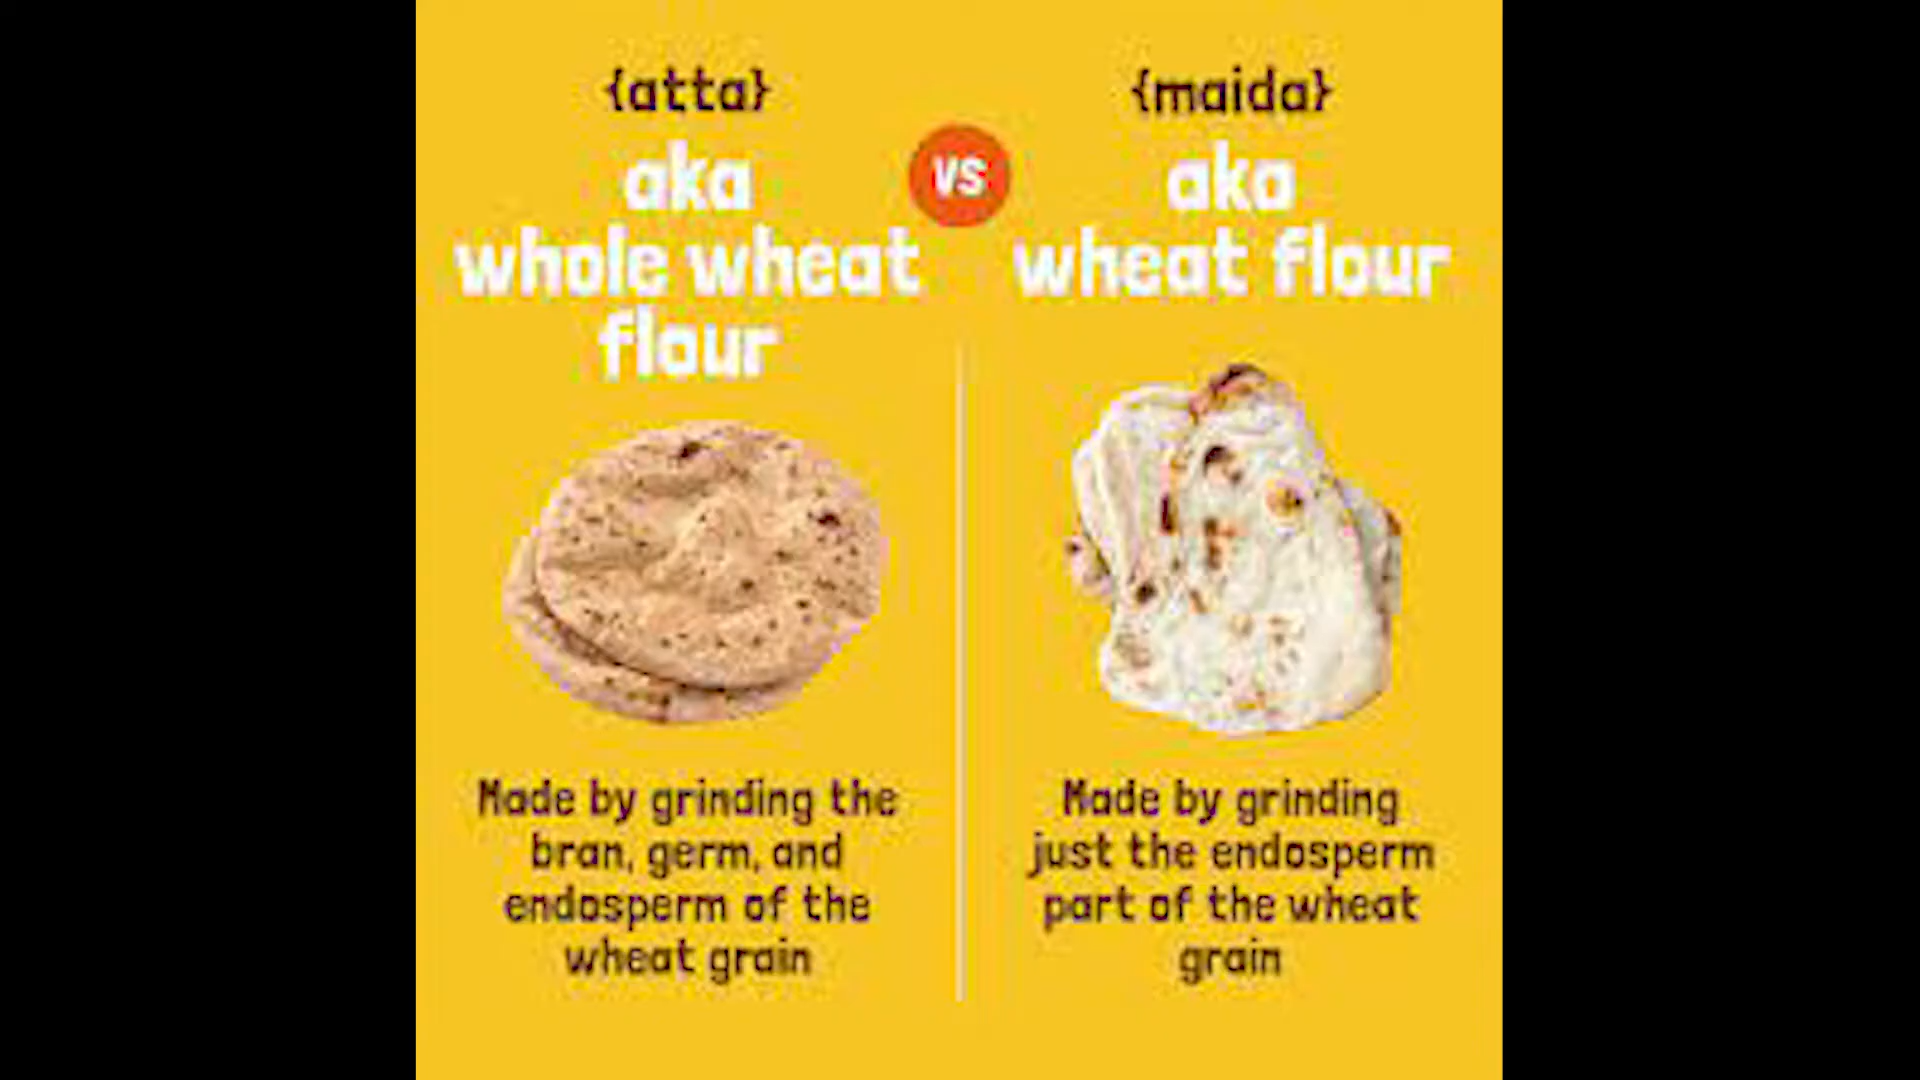 {atta}
aka
whole wheat
flour
Made by grinding the
bran, germ, and
endosperm of the
wheat grain
vs
{maida}
aka
wheat flour
Made by grinding
just the endosperm
part of the wheat
grain